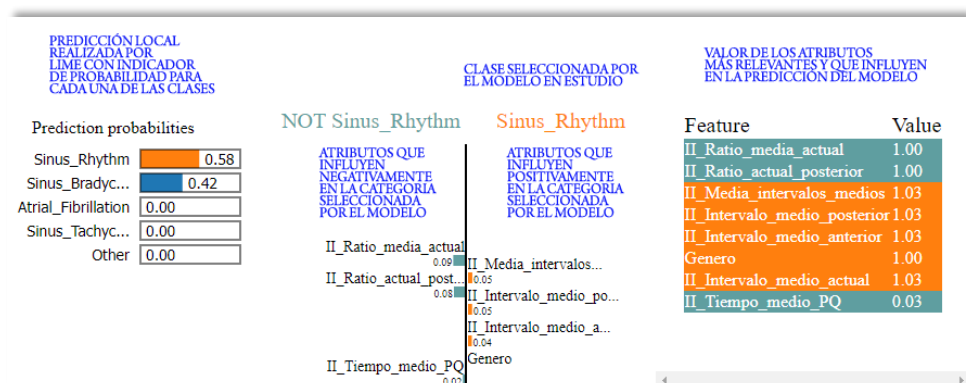 PREDICCIÓN LOCAL
REALIZADA POR
LIME CON INDICADOR
DE PROBABILIDAD PARA
CADA UNA DE LAS CLASES
CLASE SELECCIONADA POR
EL MODELO EN ESTUDIO
VALOR DE LOS ATRIBUTOS
MÁS RELEVANTES Y QUE INFLUYEN
EN LA PREDICCIÓN DEL MODELO
Prediction probabilities
Sinus_Rhythm 0.58
Sinus_Bradyc... 0.42
Atrial_Fibrillation 0.00
Sinus_Tachyc... 0.00
Other 0.00
NOT Sinus_Rhythm
Sinus_Rhythm
ATRIBUTOS QUE
INFLUYEN
NEGATIVAMENTE
EN LA CATEGORIA
SELECCIONADA
POR EL MODELO
ATRIBUTOS QUE
INFLUYEN
POSITIVAMENTE
EN LA CATEGORIA
SELECCIONADA
POR EL MODELO
II_Ratio_media_actual
0.09
II_Media_intervalos...
0.05
II_Ratio_actual_post...
0.08
II_Intervalo_medio_po...
0.05
II_Intervalo_medio_a...
0.04
Genero
II_Tiempo_medio_PQ
0.02
Feature Value
II_Ratio_media_actual 1.00
II_Ratio_actual_posterior 1.00
II_Media_intervalos_medios 1.03
II_Intervalo_medio_posterior 1.03
II_Intervalo_medio_anterior 1.03
Genero 1.00
II_Intervalo_medio_actual 1.03
II_Tiempo_medio_PQ 0.03